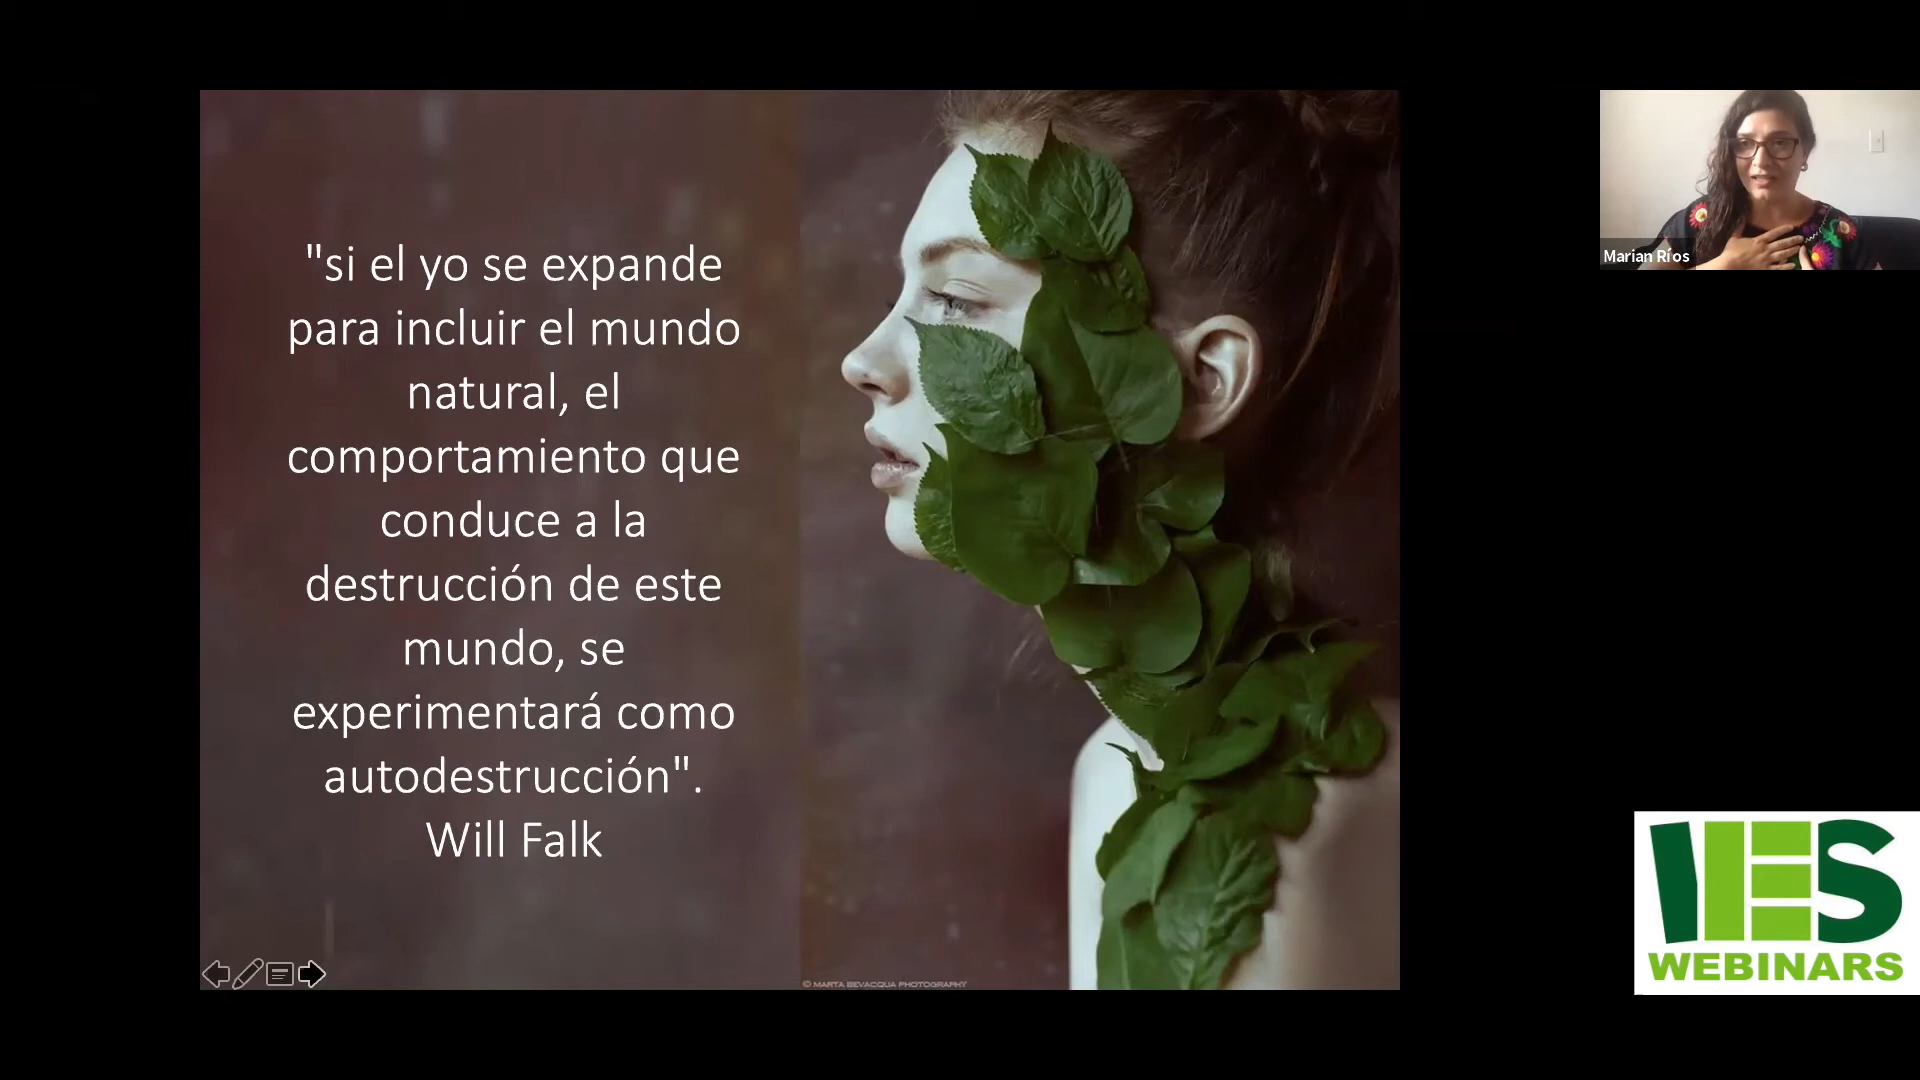 "si el yo se expande
para incluir el mundo
natural, el
comportamiento que
conduce a la
destrucción de este
mundo, se
experimentará como
autodestrucción".
Will Falk
© MARTA BEVACQUA PHOTOGRAPHY
Marian Ríos
IES
WEBINARS